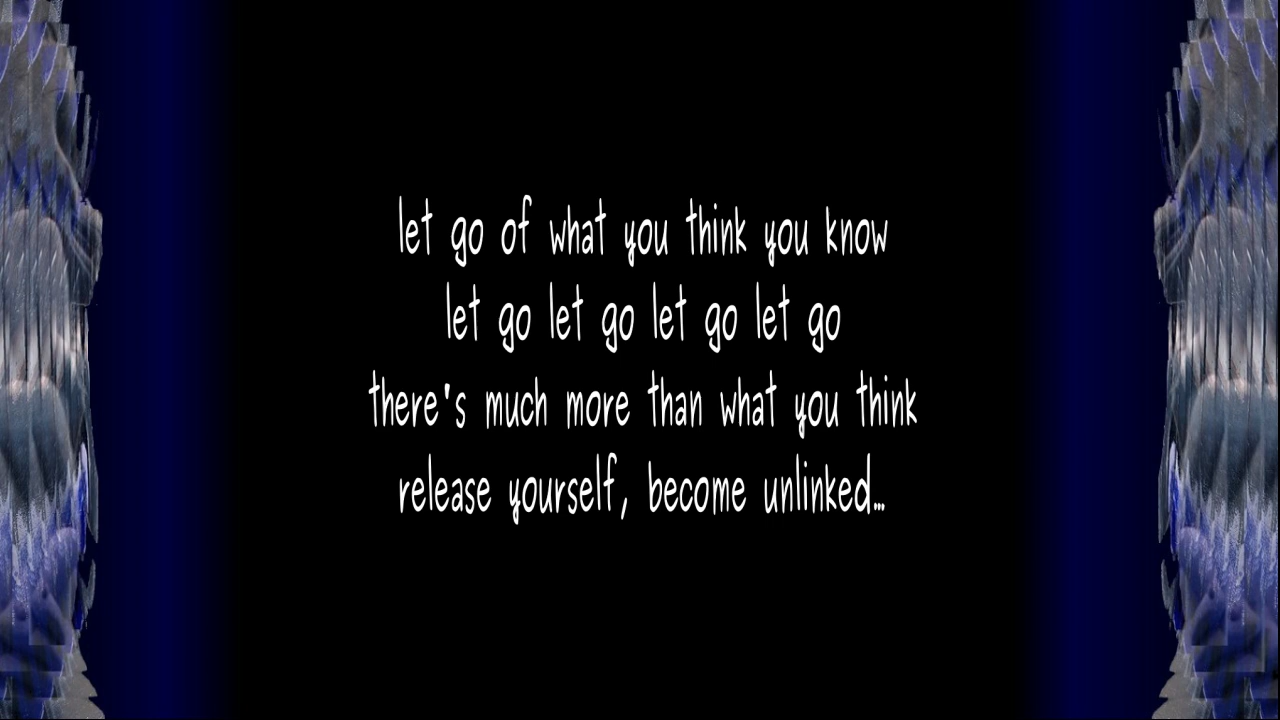 let go of what you think you know
let go let go let go let go
there's much more than what you think
release yourself, become unlinked...